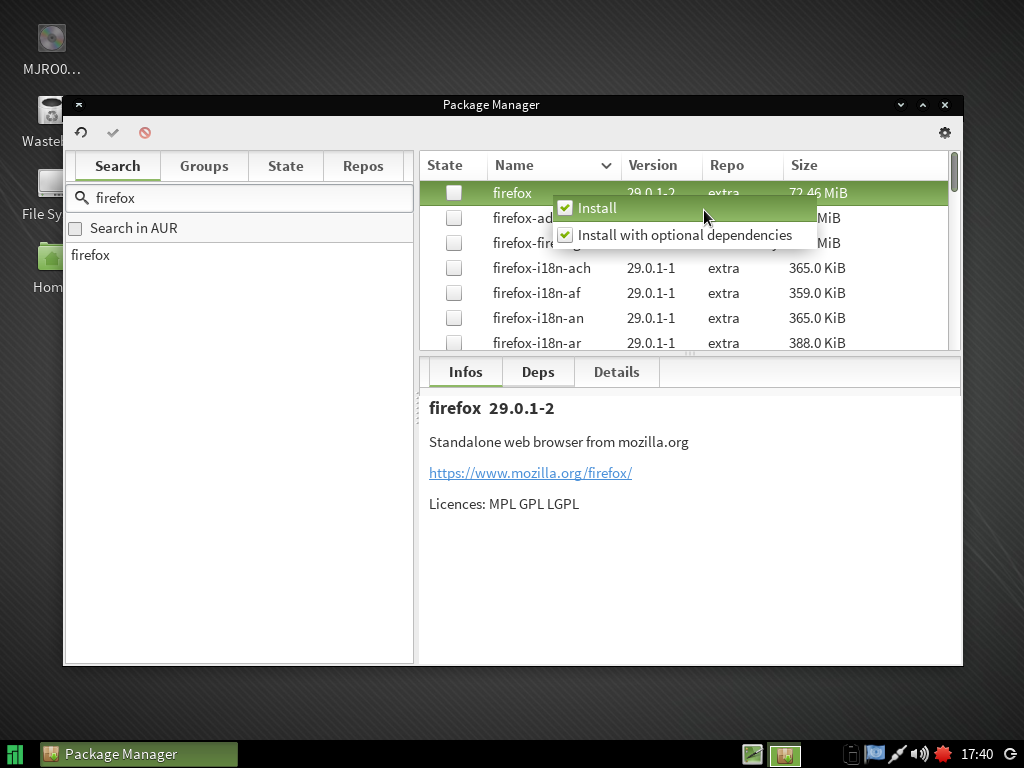 MJRO0...
Package Manager
Search Groups State Repos
firefox
Search in AUR
firefox
State Name Version Repo Size
firefox 29.0.1-2 extra 72.46 MiB
Install
Install with optional dependencies
MiB
MiB
firefox-i18n-ach 29.0.1-1 extra 365.0 KiB
firefox-i18n-af 29.0.1-1 extra 359.0 KiB
firefox-i18n-an 29.0.1-1 extra 365.0 KiB
firefox-i18n-ar 29.0.1-1 extra 388.0 KiB
Infos Deps Details
firefox 29.0.1-2
Standalone web browser from mozilla.org
https://www.mozilla.org/firefox/
Licences: MPL GPL LGPL
File Sy
Hom
Package Manager
17:40